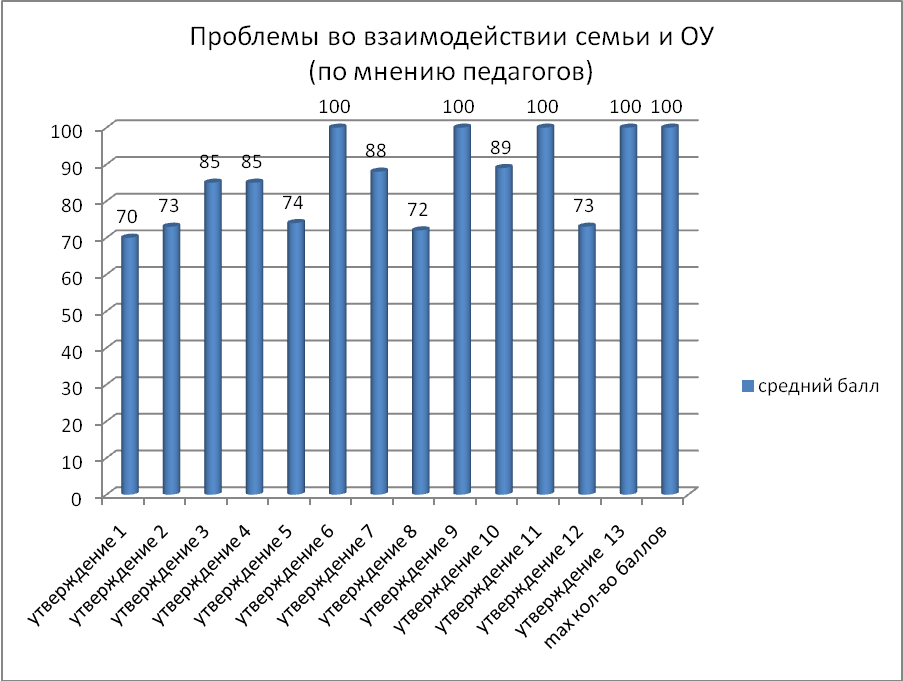 Проблемы во взаимодействии семьи и ОУ
(по мнению педагогов)
100 100 100 100 100
100
90
80
70
60
50
40
30
20
10
0
70 73 85 85 74 88 72 89 73
утверждение 1
утверждение 2
утверждение 3
утверждение 4
утверждение 5
утверждение 6
утверждение 7
утверждение 8
утверждение 9
утверждение 10
утверждение 11
утверждение 12
утверждение 13
max кол-во баллов
средний балл